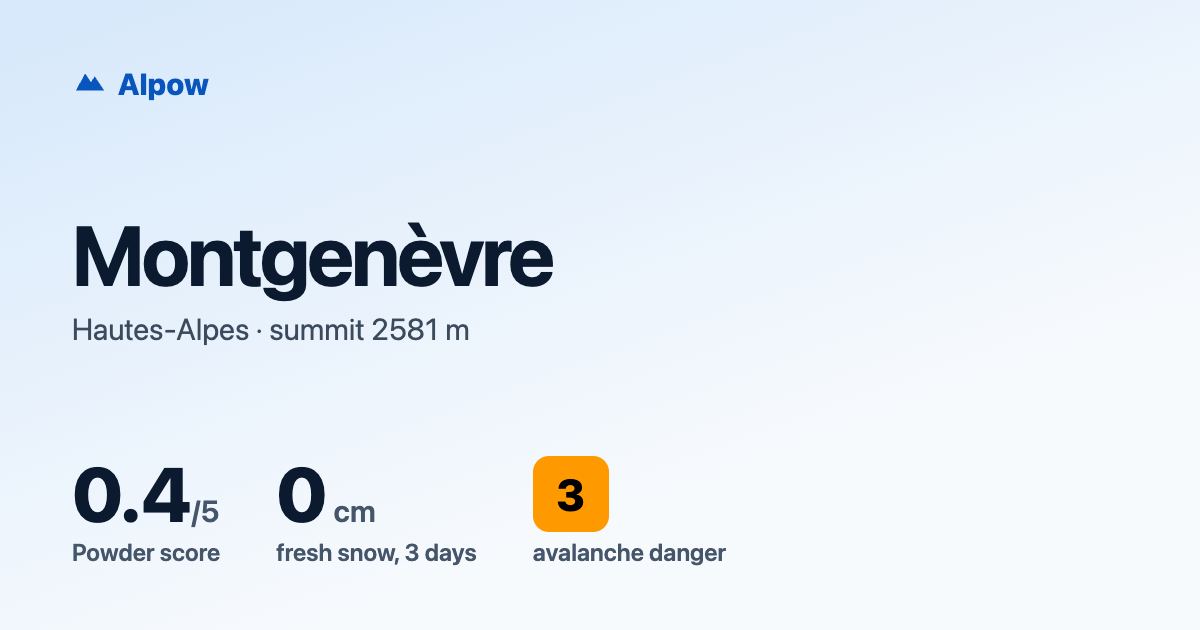 Alpow
Montgenèvre
Hautes-Alpes · summit 2581 m
0.4/5 0 cm 3
Powder score fresh snow, 3 days avalanche danger